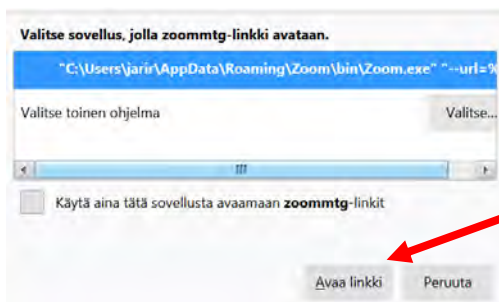 Valitse sovellus, jolla zoommtg-linkki avataan.
"C:\Users\jarir\AppData\Roaming\Zoom\bin\Zoom.exe" "--url=%
Valitse toinen ohjelma
Valitse...
Käytä aina tätä sovellusta avaamaan zoommtg-linkit
Avaa linkki
Peruuta